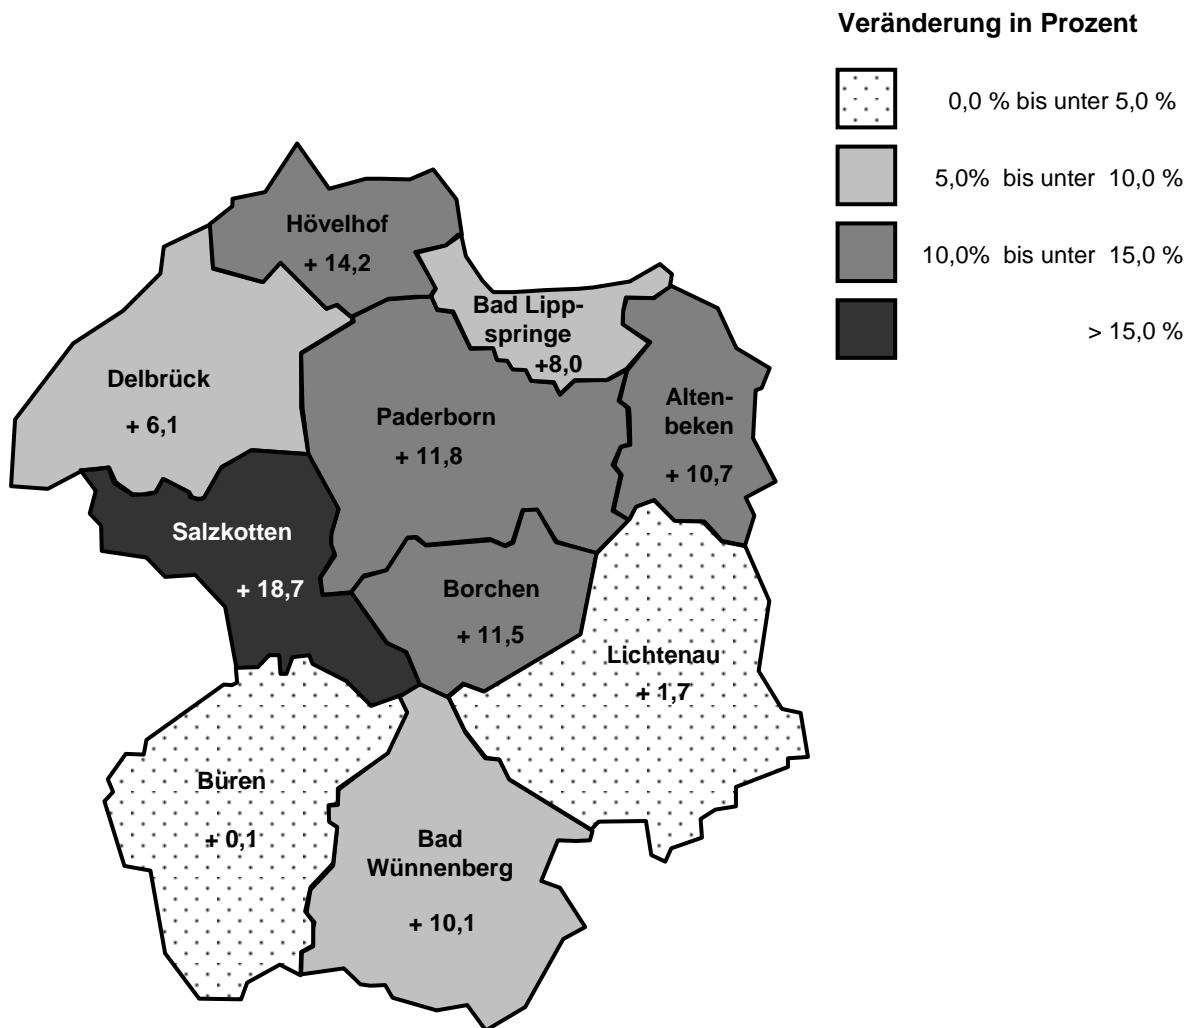 Veränderung in Prozent
0,0 % bis unter 5,0 %
5,0% bis unter 10,0 %
10,0% bis unter 15,0 %
> 15,0 %
Hövelhof
+ 14,2
Bad Lipp-
springe
+8,0
Delbrück
+ 6,1
Paderborn
+ 11,8
Alten-
beken
+ 10,7
Salzkotten
+ 18,7
Borchen
+ 11,5
Lichtenau
+ 1,7
Büren
+ 0,1
Bad
Wünnenberg
+ 10,1